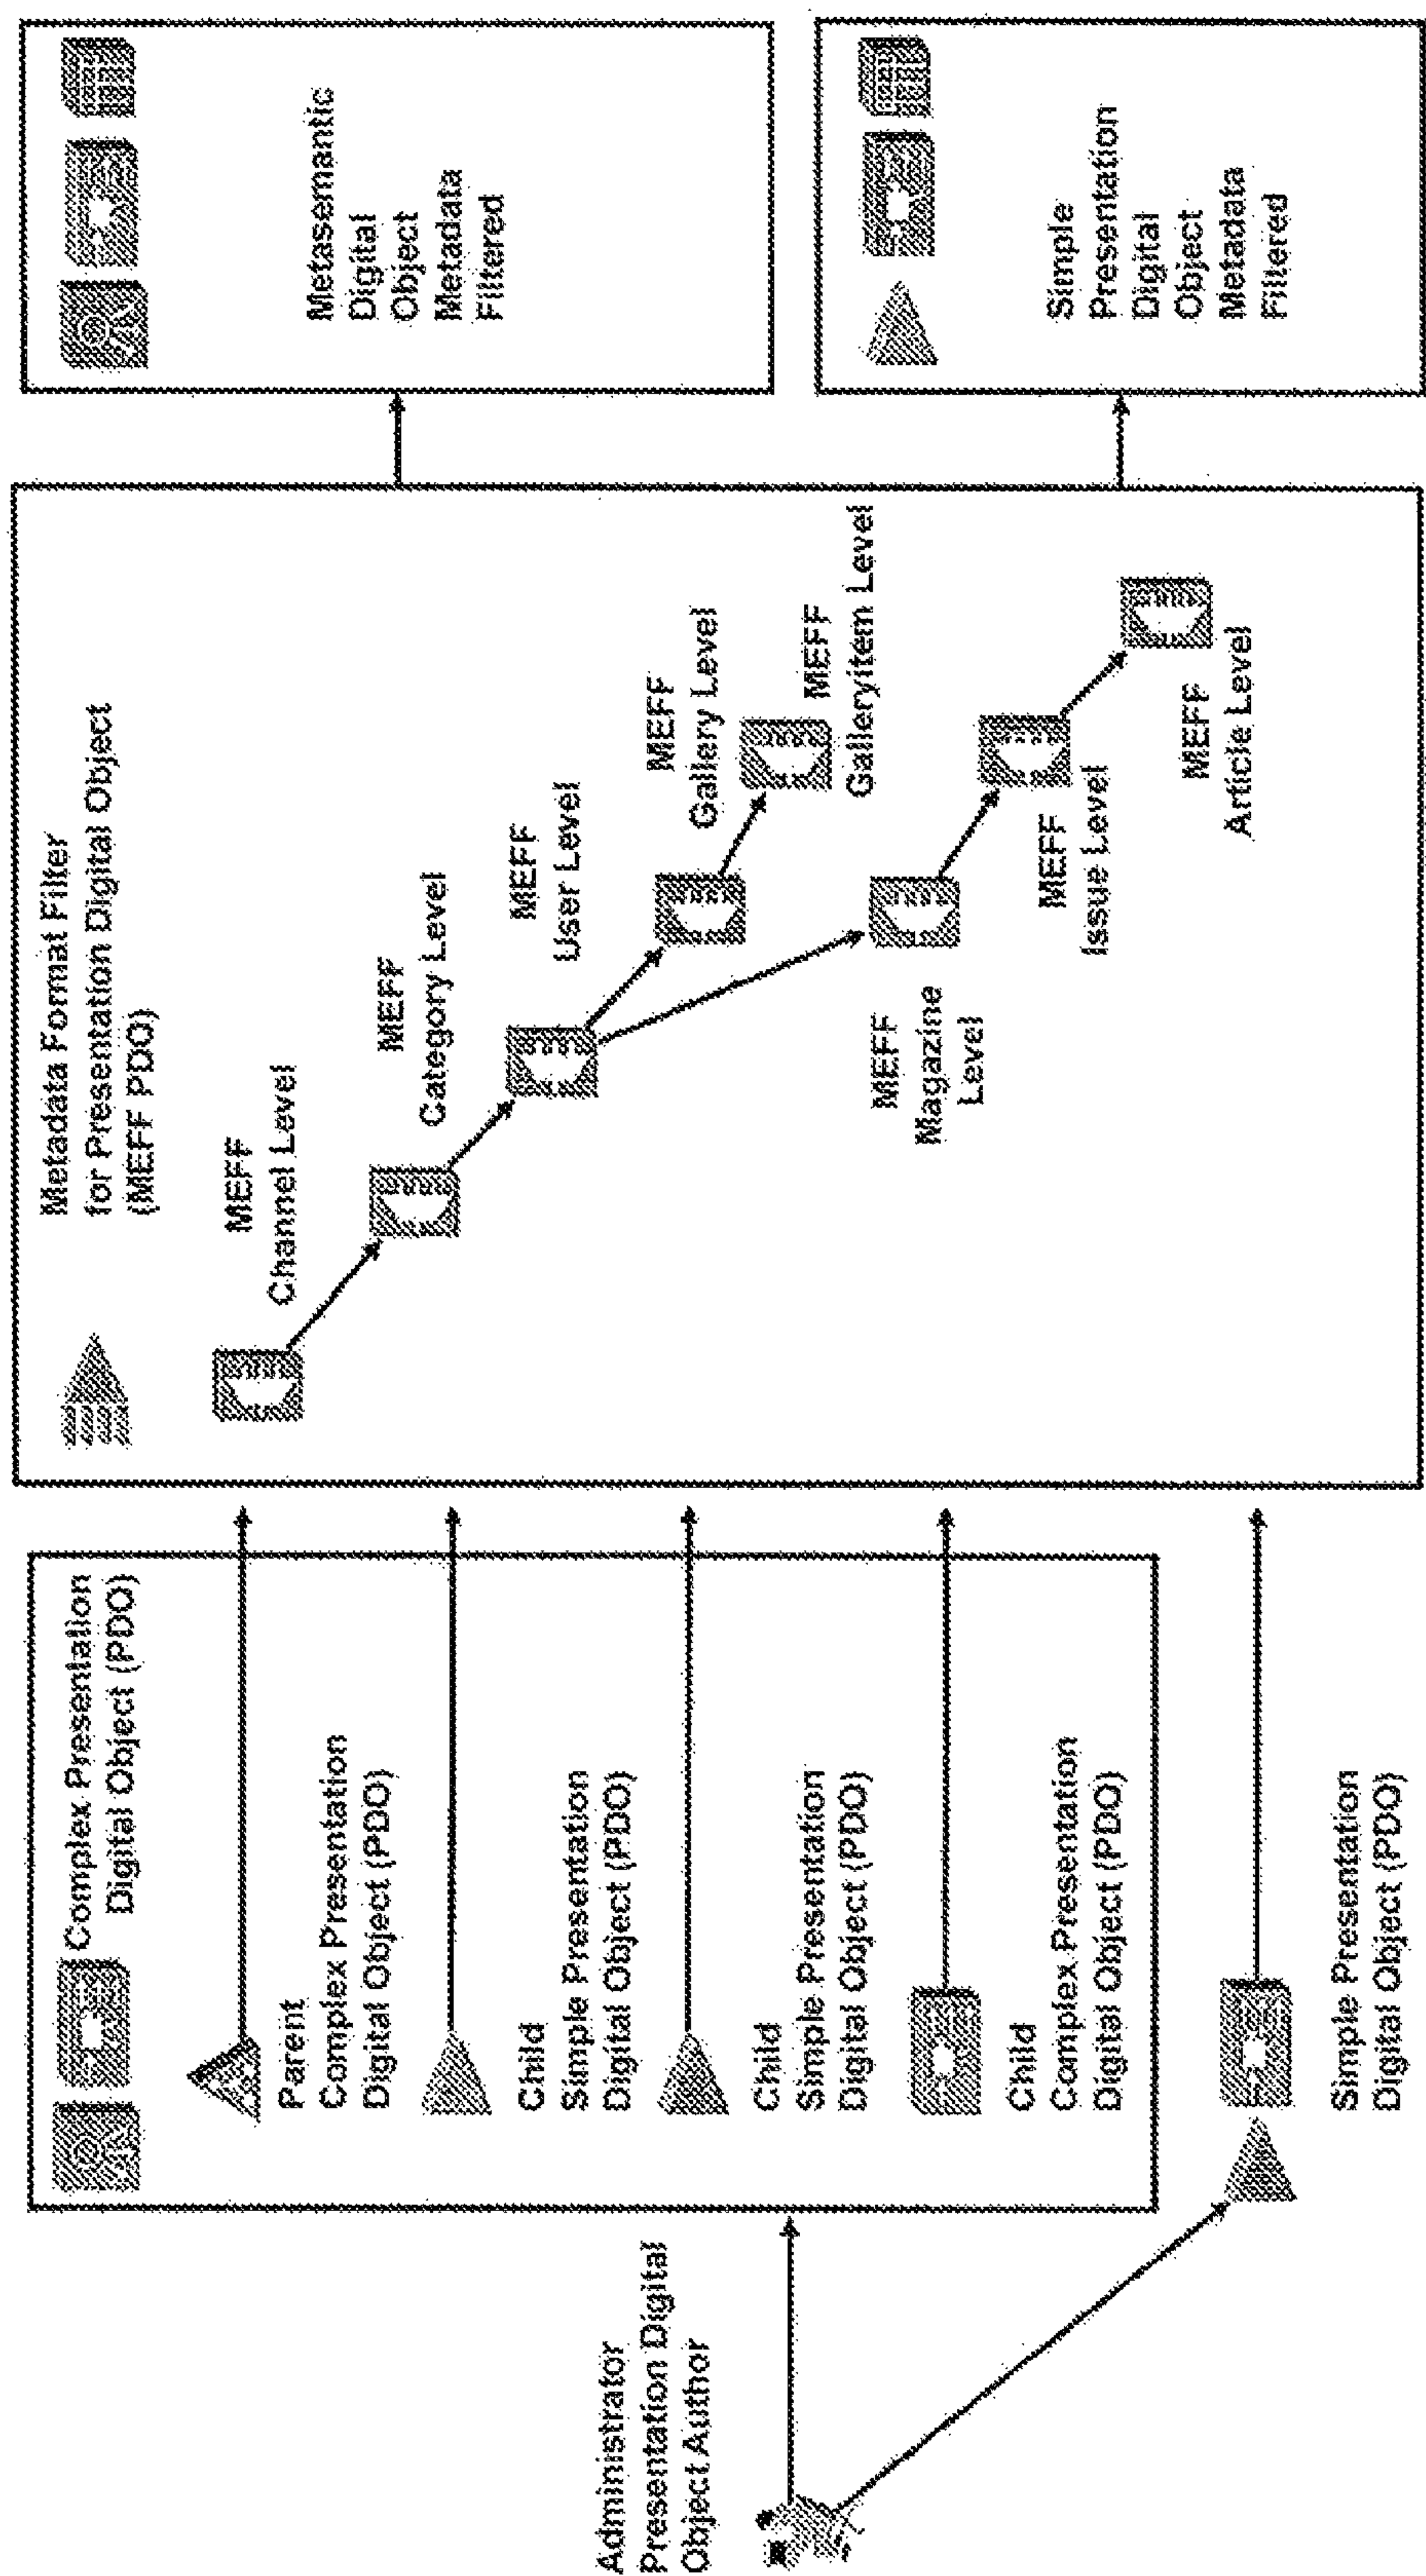 Administrator
Presentation Digital
Object Author
Complex Presentation
Digital Object (PDO)
Parent
Complex Presentation
Digital Object (PDO)
Child
Simple Presentation
Digital Object (PDO)
Child
Simple Presentation
Digital Object (PDO)
Child
Complex Presentation
Digital Object (PDO)
Simple Presentation
Digital Object (PDO)
Metadata Format Filter
for Presentation Digital Object
(MEFF PDO)
MEFF
Channel Level
MEFF
Category Level
MEFF
User Level
MEFF
Gallery Level
MEFF
Galleryitem Level
MEFF
Magazine
Level
MEFF
Issue Level
MEFF
Article Level
Metasemantic
Digital
Object
Metadata
Filtered
Simple
Presentation
Digital
Object
Metadata
Filtered